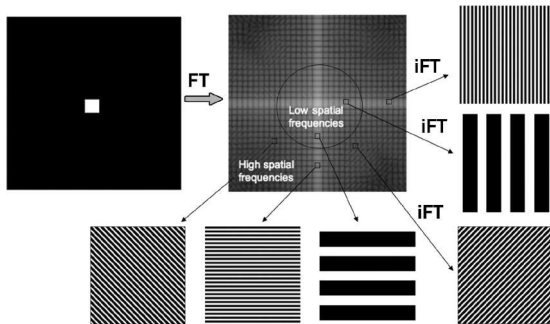 FT
iFT
Low spatial
frequencies
iFT
High spatial
frequencies
iFT